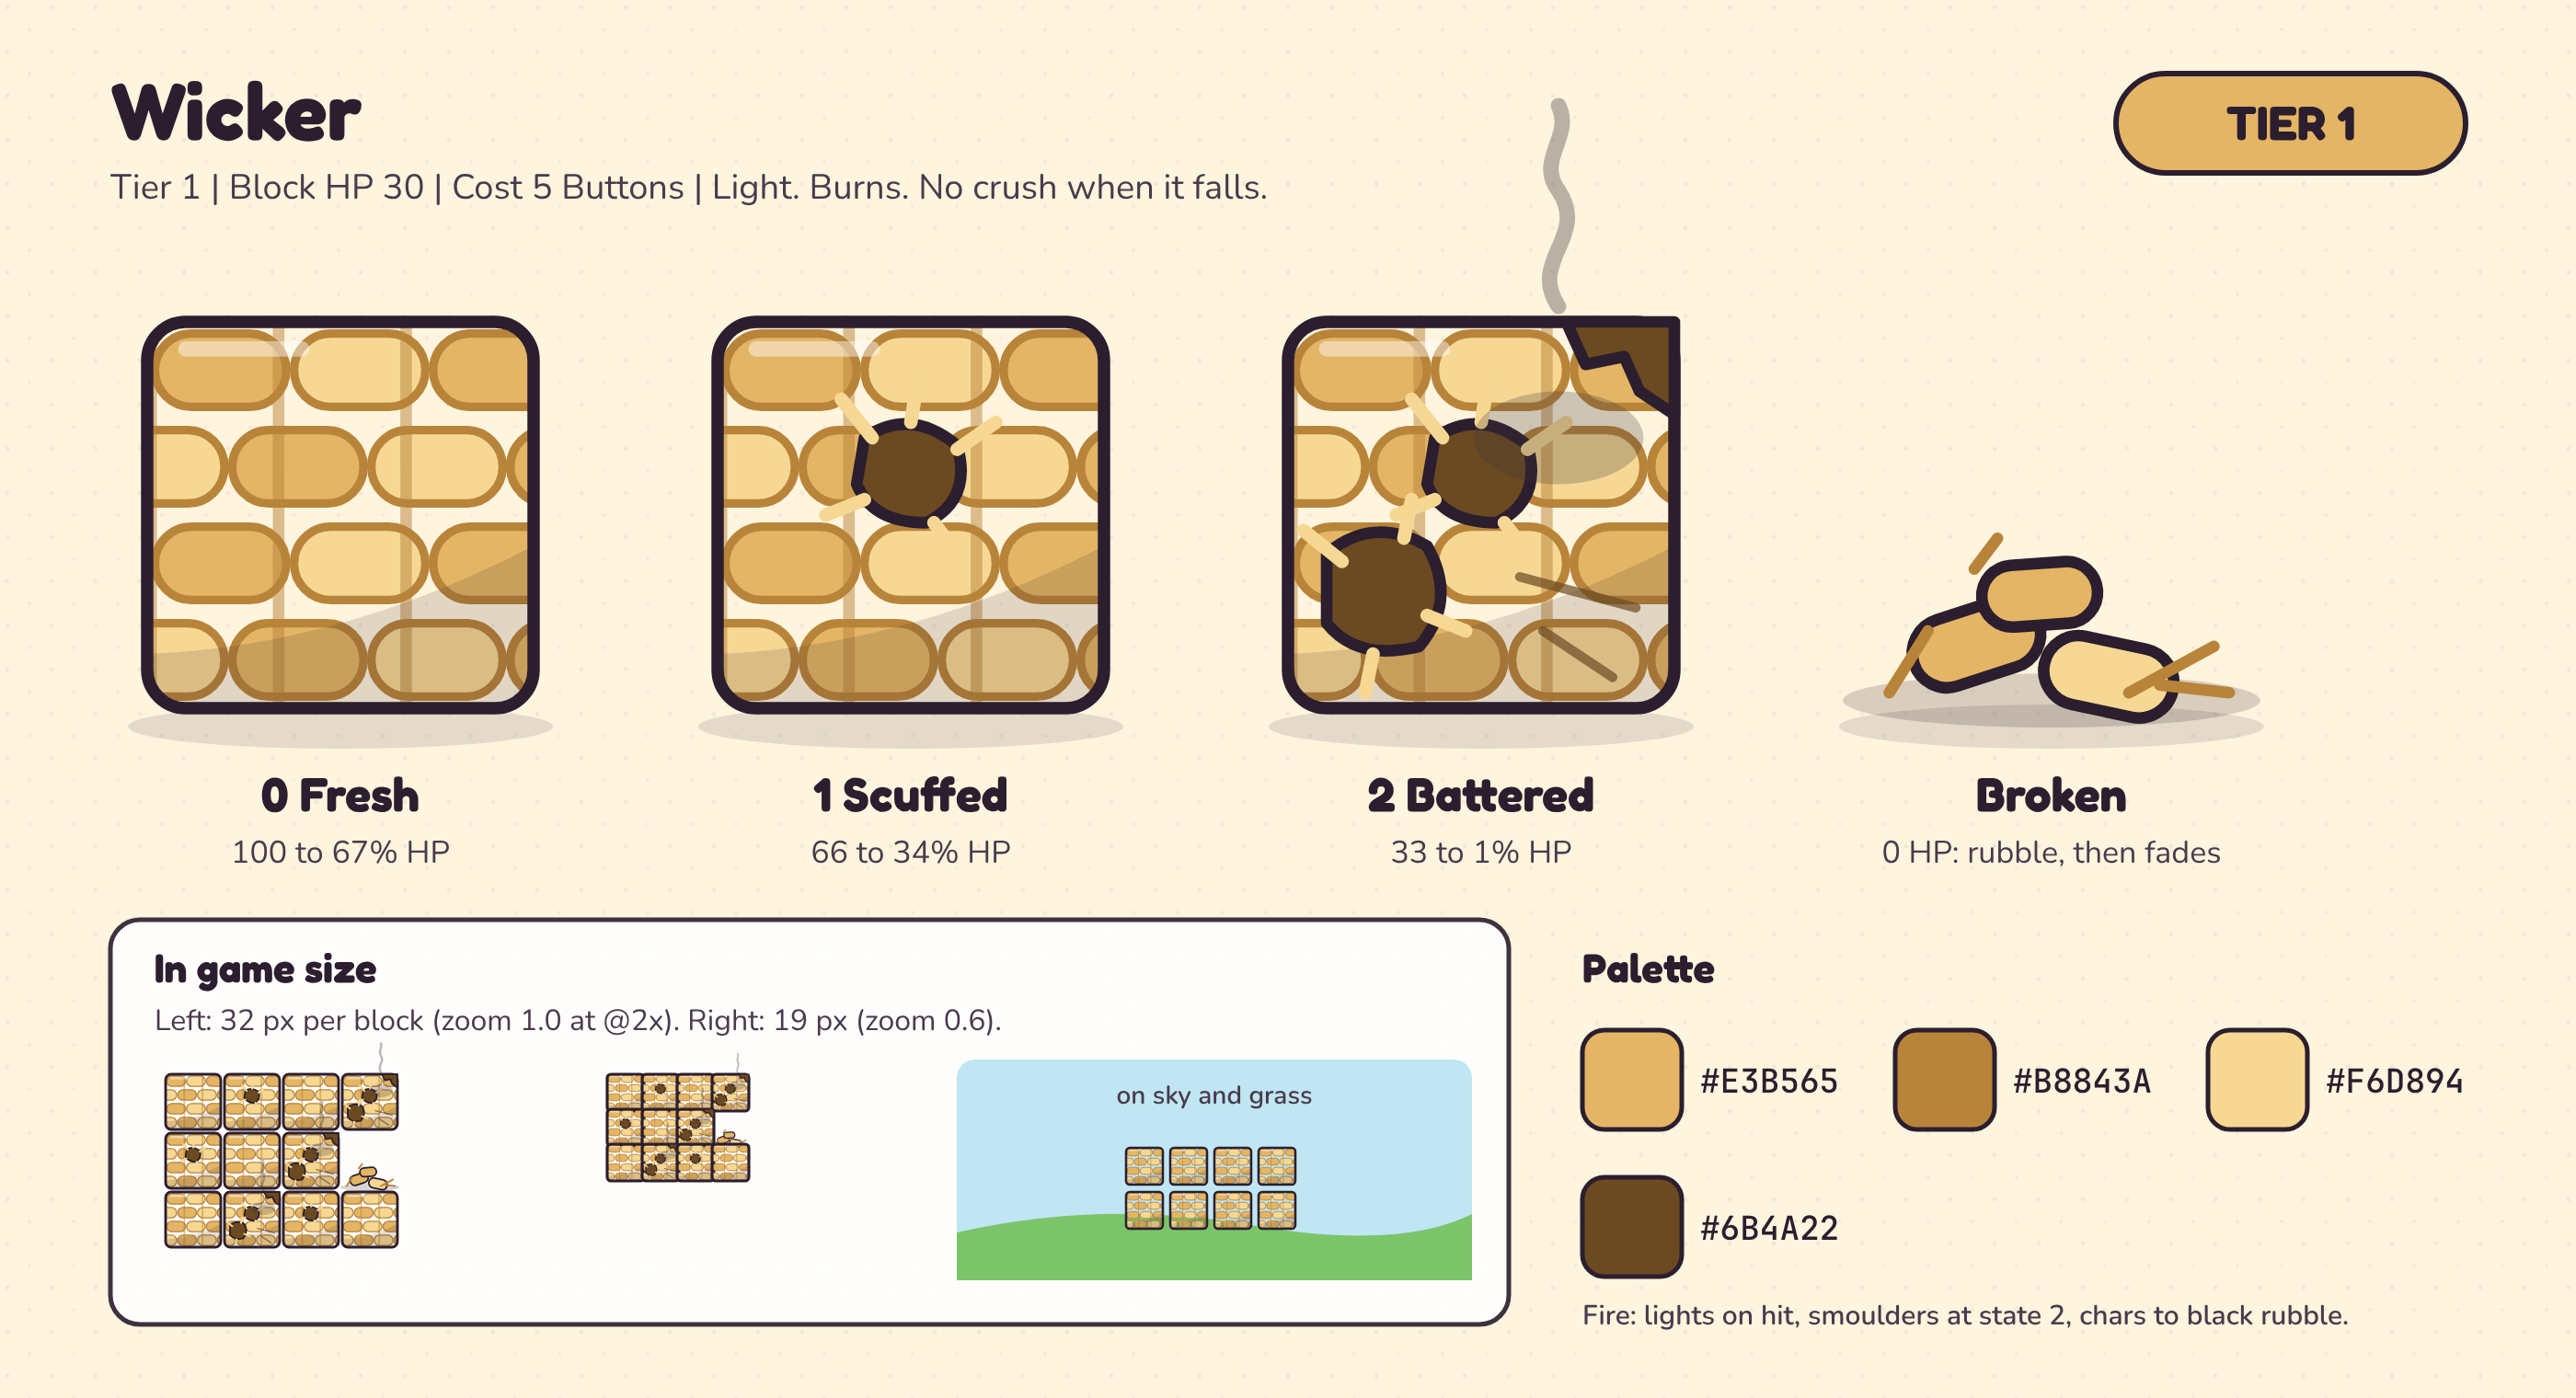 Wicker
TIER 1
Tier 1 | Block HP 30 | Cost 5 Buttons | Light. Burns. No crush when it falls.
0 Fresh
100 to 67% HP
1 Scuffed
66 to 34% HP
2 Battered
33 to 1% HP
Broken
0 HP: rubble, then fades
In game size
Left: 32 px per block (zoom 1.0 at @2x). Right: 19 px (zoom 0.6).
on sky and grass
Palette
#E3B565
#B8843A
#F6D894
#6B4A22
Fire: lights on hit, smoulders at state 2, chars to black rubble.